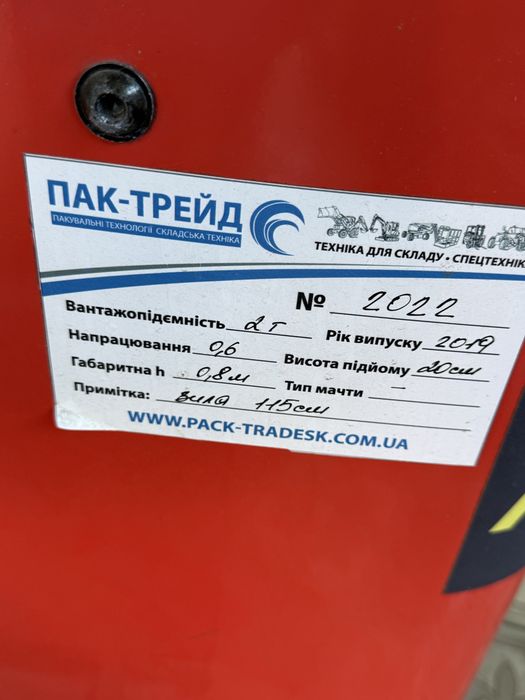 ПАК-ТРЕЙД
ПАКУВАЛЬНІ ТЕХНОЛОГІЇ СКЛАДСЬКА ТЕХНІКА
ТЕХНІКА ДЛЯ СКЛАДУ • СПЕЦТЕХНІК
№ 2022
Вантажопідємність 2т Рік випуску 2019
Напрацювання 0,6 Висота підйому 20см
Габаритна h 0,8м Тип мачти -
Примітка: вила 115см
WWW.PACK-TRADESK.COM.UA